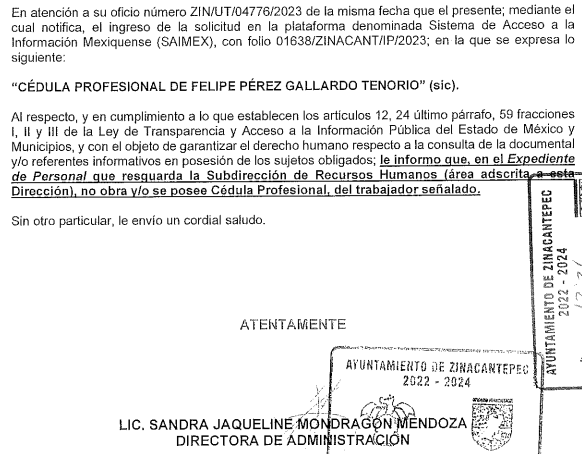 En atención a su oficio número ZIN/UT/04776/2023 de la misma fecha que el presente; mediante el
cual notifica, el ingreso de la solicitud en la plataforma denominada Sistema de Acceso a la
Información Mexiquense (SAIMEX), con folio 01638/ZINACANT/IP/2023; en la que se expresa lo
siguiente:
“CÉDULA PROFESIONAL DE FELIPE PÉREZ GALLARDO TENORIO” (sic).
Al respecto, y en cumplimiento a lo que establecen los artículos 12, 24 último párrafo, 59 fracciones
I, II y III de la Ley de Transparencia y Acceso a la Información Pública del Estado de México y
Municipios, y con el objeto de garantizar el derecho humano respecto a la consulta de la documental
y/o referentes informativos en posesión de los sujetos obligados; le informo que, en el Expediente
de Personal que resguarda la Subdirección de Recursos Humanos (área adscrita a esta
Dirección), no obra y/o se posee Cédula Profesional, del trabajador señalado.
Sin otro particular, le envío un cordial saludo.
AYUNTAMIENTO DE ZINACANTEPEC
2022 - 2024
ATENTAMENTE
AYUNTAMIENTO DE ZINACANTEPEC
2022 - 2024
LIC. SANDRA JAQUELINE MONDRAGÓN MENDOZA
DIRECTORA DE ADMINISTRACIÓN